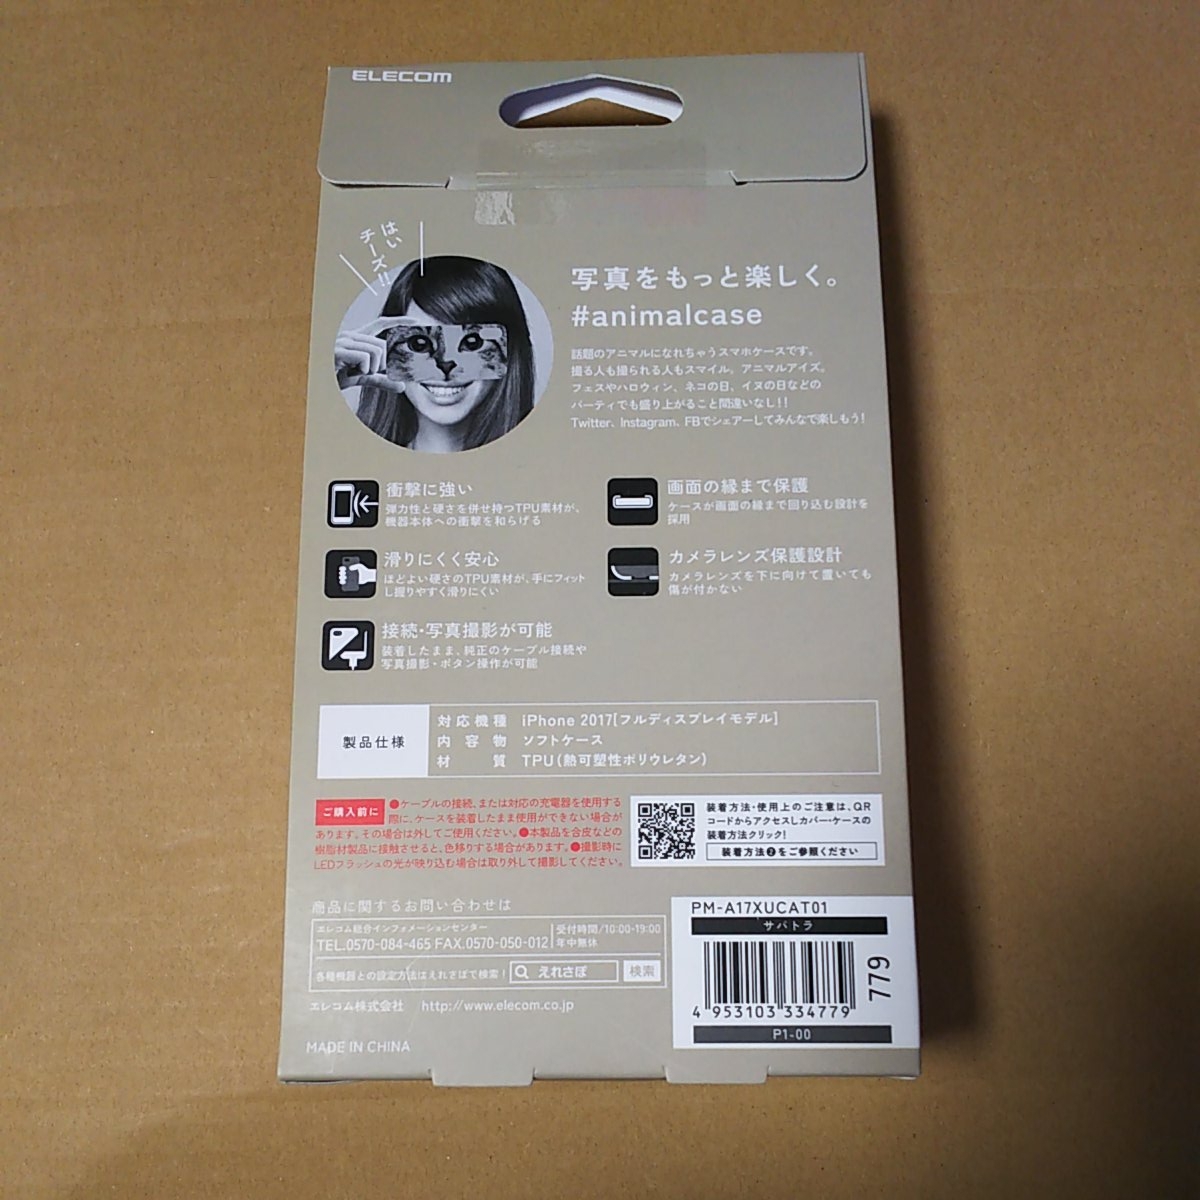 ELECOM
はい
チーズ!!
写真をもっと楽しく。
#animalcase
話題のアニマルになれちゃうスマホケースです。
撮る人も撮られる人もスマイル。アニマルアイズ。
フェスやハロウィン、ネコの日、イヌの日などの
パーティでも盛り上がること間違いなし!!
Twitter、Instagram、FBでシェアーしてみんなで楽しもう!
衝撃に強い
弾力性と硬さを併せ持つTPU素材が、
機器本体への衝撃を和らげる
画面の縁まで保護
ケースが画面の縁まで回り込む設計を
採用
滑りにくく安心
ほどよい硬さのTPU素材が、手にフィット
し握りやすく滑りにくい
カメラレンズ保護設計
カメラレンズを下に向けて置いても
傷が付かない
接続・写真撮影が可能
装着したまま、純正のケーブル接続や
写真撮影・ボタン操作が可能
製品仕様
対応機種 iPhone 2017[フルディスプレイモデル]
内容物 ソフトケース
材質 TPU(熱可塑性ポリウレタン)
ご購入前に
●ケーブルの接続、または対応の充電器を使用する
際に、ケースを装着したまま使用ができない場合が
あります。その場合は外してご使用ください。●本製品を合皮などの
樹脂材製品に接触させると、色移りする場合があります。●撮影時に
LEDフラッシュの光が映り込む場合は取り外して撮影してください。
装着方法・使用上のご注意は、QR
コードからアクセスしカバー・ケースの
装着方法クリック!
装着方法❷をご参照ください
商品に関するお問い合わせは
エレコム総合インフォメーションセンター
TEL.0570-084-465 FAX.0570-050-012
受付時間/10:00-19:00
年中無休
各種機器との設定方法はえれさぽで検索!
えれさぽ
検索
エレコム株式会社 http://www.elecom.co.jp
MADE IN CHINA
PM-A17XUCAT01
サバトラ
779
4 953103 334779
P1-00